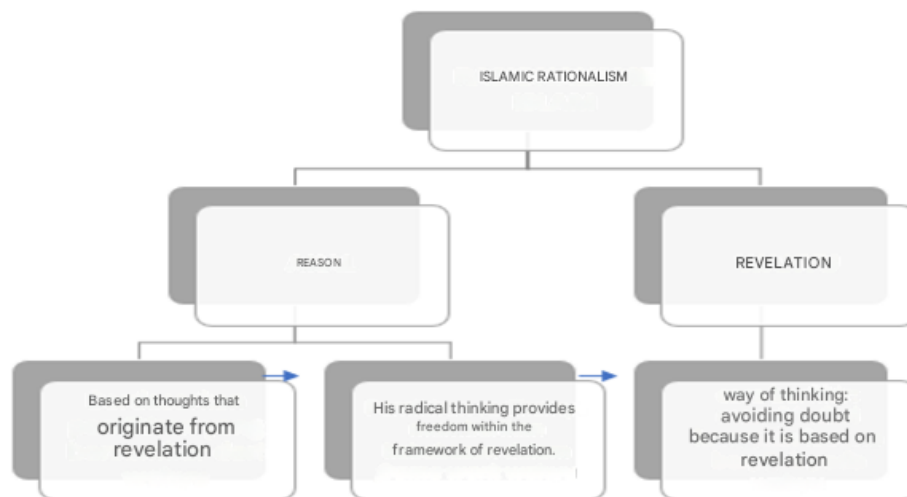 ISLAMIC RATIONALISM
REASON
REVELATION
Based on thoughts that
originate from
revelation
His radical thinking provides
freedom within the
framework of revelation.
way of thinking:
avoiding doubt
because it is based on
revelation